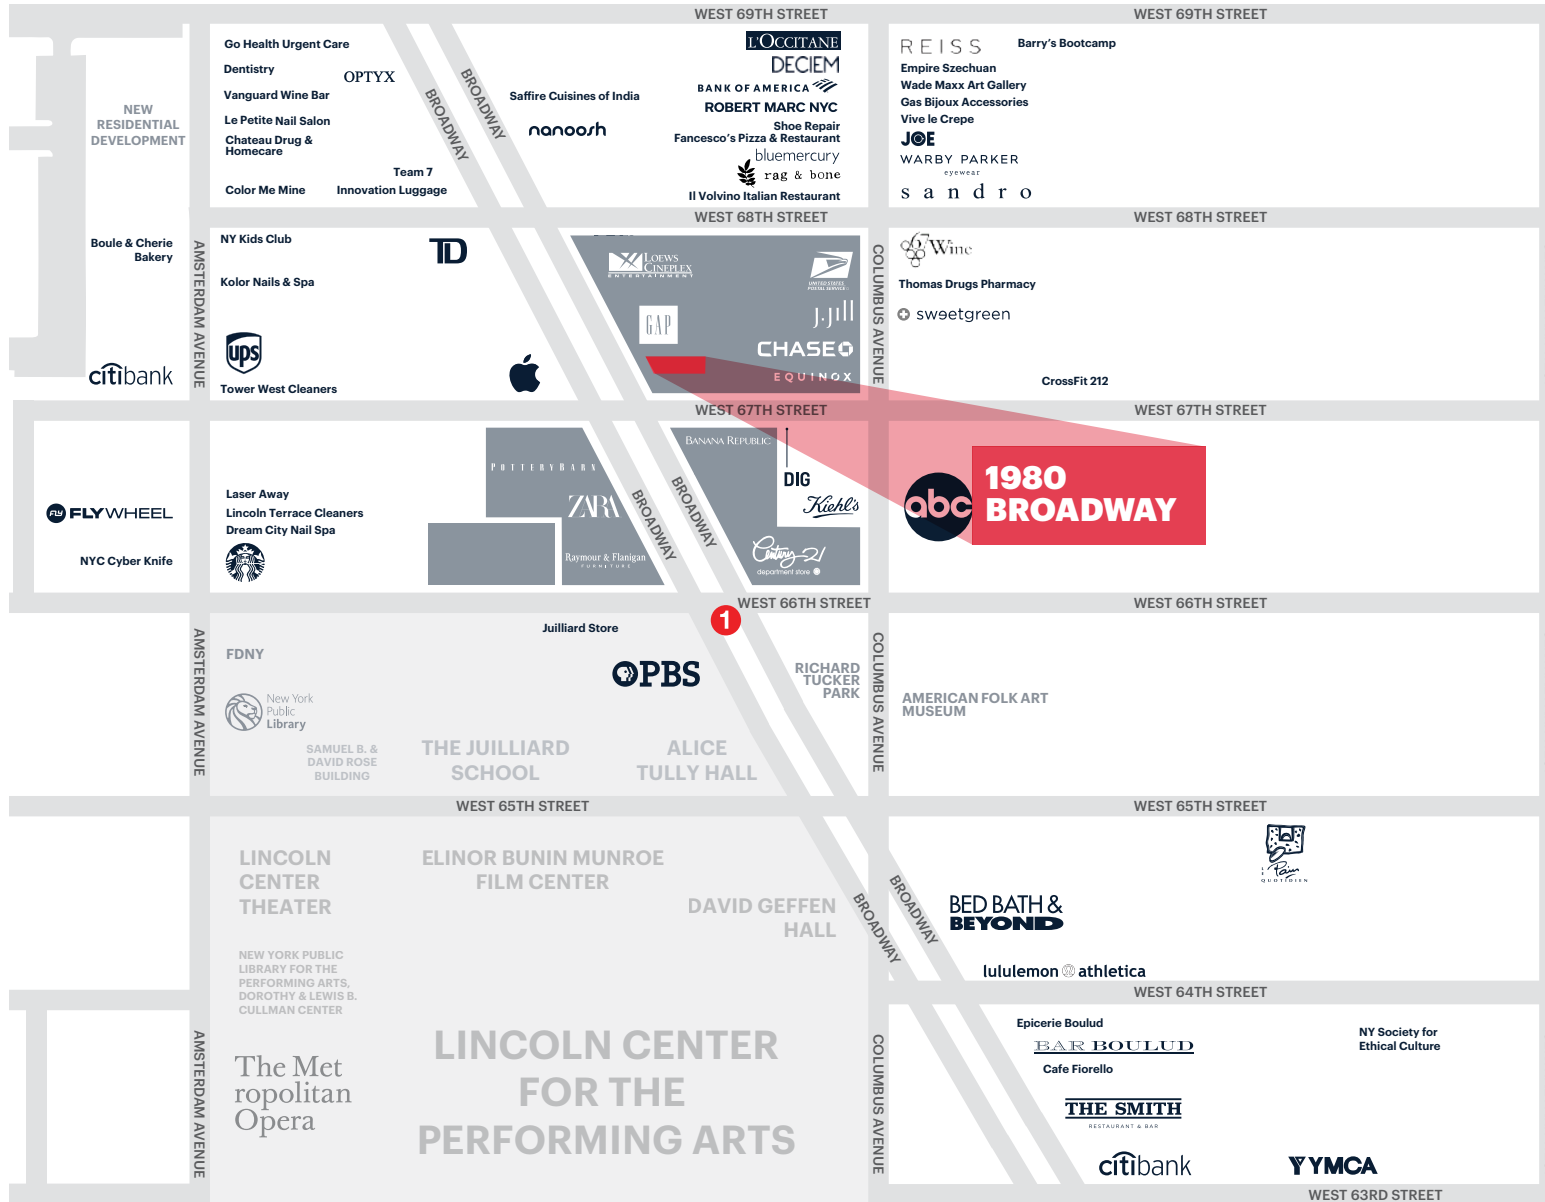 WEST 69TH STREET
WEST 69TH STREET
Go Health Urgent Care
Dentistry
OPTYX
Vanguard Wine Bar
Le Petite Nail Salon
Chateau Drug &
Homecare
Team 7
Color Me Mine
Innovation Luggage
NEW
RESIDENTIAL
DEVELOPMENT
BROADWAY
BROADWAY
Saffire Cuisines of India
nanoosh
L'OCCITANE
DECIEM
BANK OF AMERICA
ROBERT MARC NYC
Shoe Repair
Fancesco's Pizza & Restaurant
bluemercury
rag & bone
Il Volvino Italian Restaurant
REISS
Barry's Bootcamp
Empire Szechuan
Wade Maxx Art Gallery
Gas Bijoux Accessories
Vive le Crepe
JOE
WARBY PARKER
eyewear
sandro
WEST 68TH STREET
WEST 68TH STREET
Boule & Cherie
Bakery
citibank
AMSTERDAM AVENUE
NY Kids Club
TD
Kolor Nails & Spa
ups
Tower West Cleaners
LOEWS
CINEPLEX
ENTERTAINMENT
UNITED STATES
POSTAL SERVICE
GAP
J.Jill
CHASE
EQUINOX
COLUMBUS AVENUE
67 Wine
Thomas Drugs Pharmacy
sweetgreen
CrossFit 212
WEST 67TH STREET
WEST 67TH STREET
FLY FLYWHEEL
NYC Cyber Knife
Laser Away
Lincoln Terrace Cleaners
Dream City Nail Spa
POTTERY BARN
ZARA
Raymour & Flanigan
FURNITURE
BROADWAY
BROADWAY
BANANA REPUBLIC
DIG
Kiehl's
Century 21
department store
abc
1980
BROADWAY
WEST 66TH STREET
WEST 66TH STREET
1
AMSTERDAM AVENUE
FDNY
New York
Public
Library
SAMUEL B. &
DAVID ROSE
BUILDING
Juilliard Store
PBS
THE JUILLIARD
SCHOOL
ALICE
TULLY HALL
RICHARD
TUCKER
PARK
COLUMBUS AVENUE
AMERICAN FOLK ART
MUSEUM
WEST 65TH STREET
WEST 65TH STREET
LINCOLN
CENTER
THEATER
ELINOR BUNIN MUNROE
FILM CENTER
DAVID GEFFEN
HALL
BROADWAY
BROADWAY
LE Pain
QUOTIDIEN
BED BATH &
BEYOND
lululemon athletica
NEW YORK PUBLIC
LIBRARY FOR THE
PERFORMING ARTS,
DOROTHY & LEWIS B.
CULLMAN CENTER
WEST 64TH STREET
AMSTERDAM AVENUE
The Met
ropolitan
Opera
LINCOLN CENTER
FOR THE
PERFORMING ARTS
COLUMBUS AVENUE
Epicerie Boulud
BAR BOULUD
Cafe Fiorello
NY Society for
Ethical Culture
THE SMITH
RESTAURANT & BAR
citibank
YMCA
WEST 63RD STREET